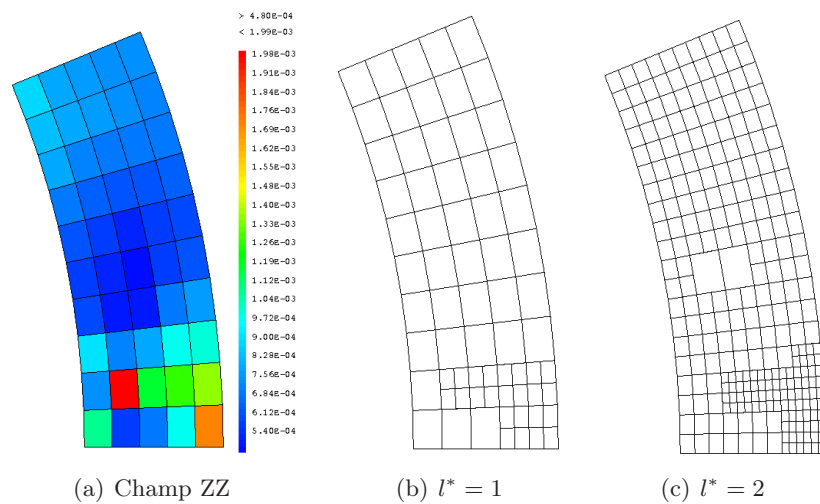 > 4.80E-04
< 1.99E-03
1.98E-03
1.91E-03
1.84E-03
1.76E-03
1.69E-03
1.62E-03
1.55E-03
1.48E-03
1.40E-03
1.33E-03
1.26E-03
1.19E-03
1.12E-03
1.04E-03
9.72E-04
9.00E-04
8.28E-04
7.56E-04
6.84E-04
6.12E-04
5.40E-04
(a) Champ ZZ
(b) l* = 1
(c) l* = 2